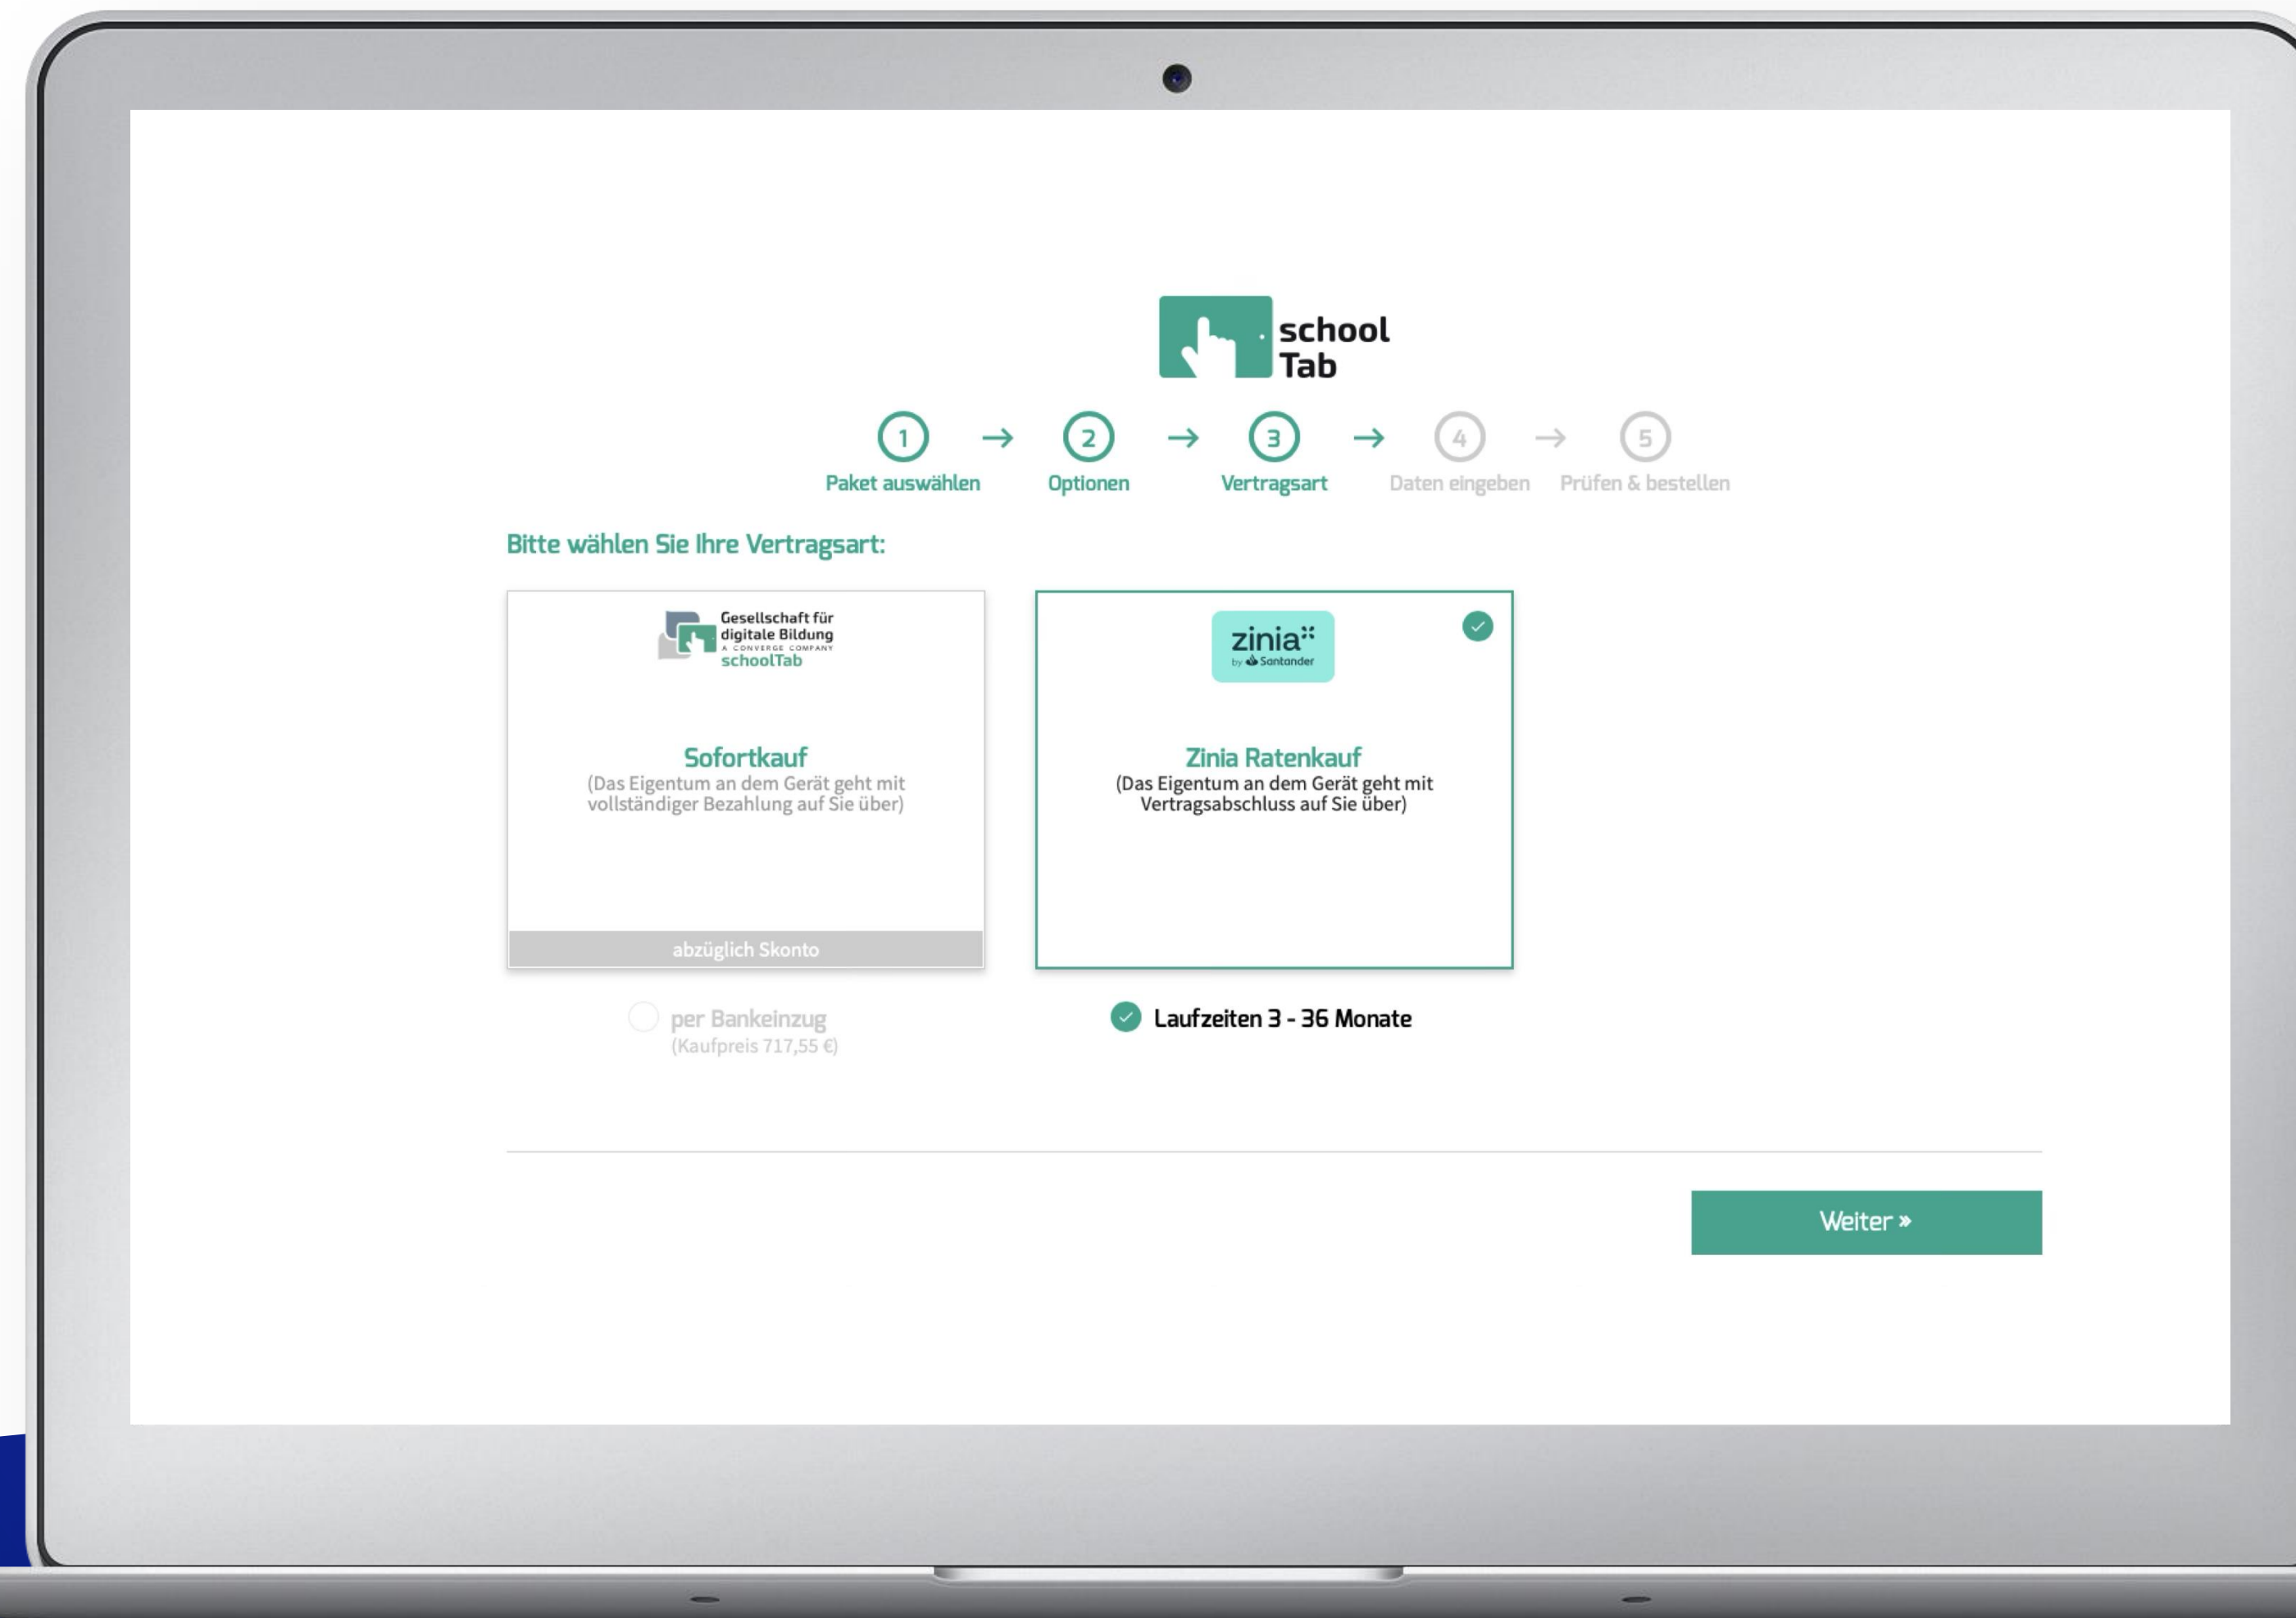 school
Tab
1
2
3
4
5
Paket auswählen
Optionen
Vertragsart
Daten eingeben
Prüfen & bestellen
Bitte wählen Sie Ihre Vertragsart:
Gesellschaft für
digitale Bildung
A CONVERGE COMPANY
schoolTab
Sofortkauf
(Das Eigentum an dem Gerät geht mit
vollständiger Bezahlung auf Sie über)
abzüglich Skonto
per Bankeinzug
(Kaufpreis 717,55 €)
zinia
by Santander
Zinia Ratenkauf
(Das Eigentum an dem Gerät geht mit
Vertragsabschluss auf Sie über)
Laufzeiten 3 - 36 Monate
Weiter »